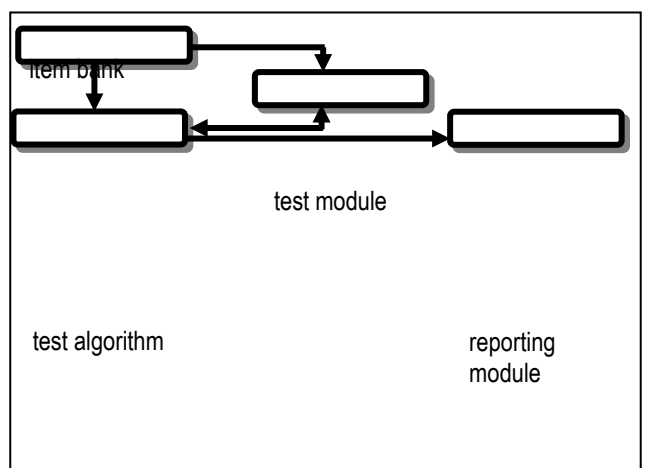 item bank
test module
test algorithm
reporting
module